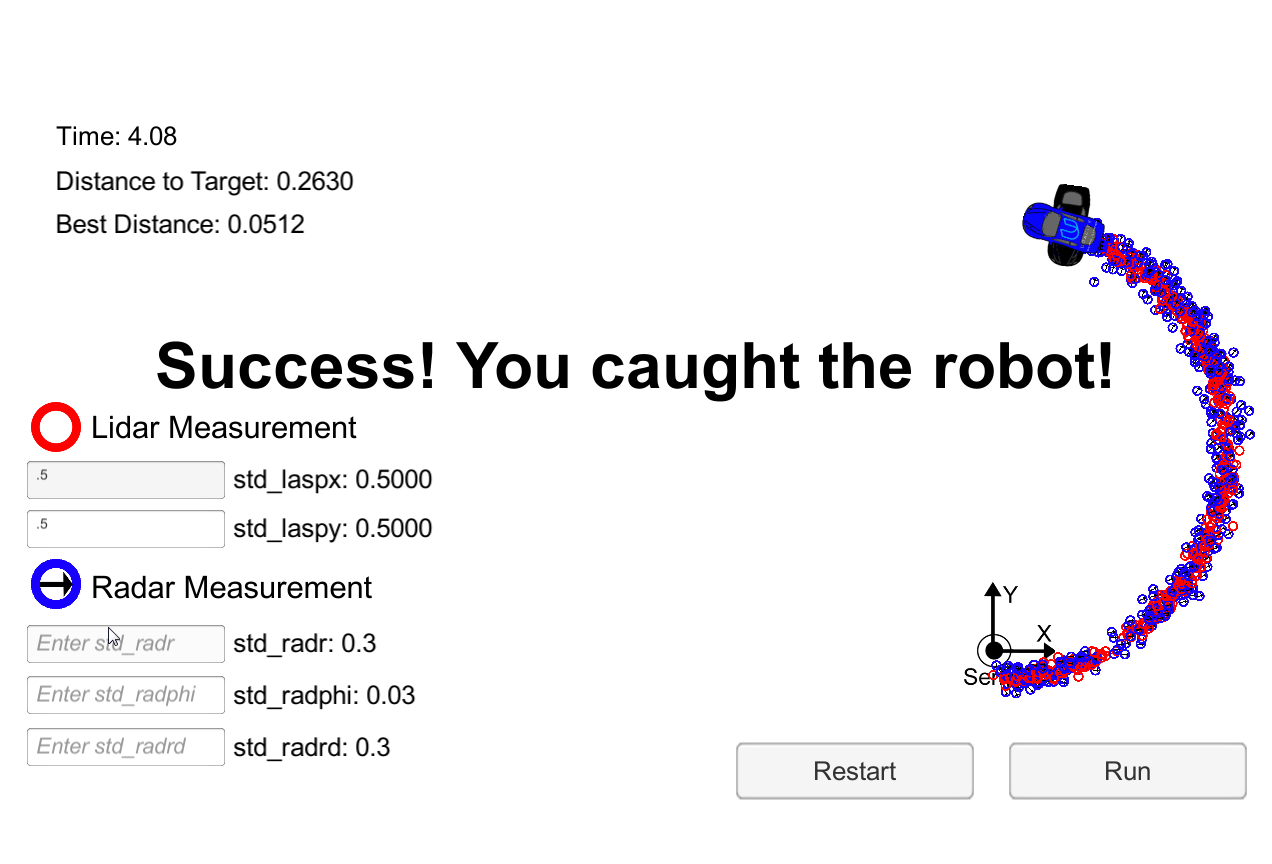 Time: 4.08
Distance to Target: 0.2630
Best Distance: 0.0512
Success! You caught the robot!
Lidar Measurement
.5 std_laspx: 0.5000
.5 std_laspy: 0.5000
Radar Measurement
Enter std_radr std_radr: 0.3
Enter std_radphi std_radphi: 0.03
Enter std_radrd std_radrd: 0.3
Y
X
Restart
Run